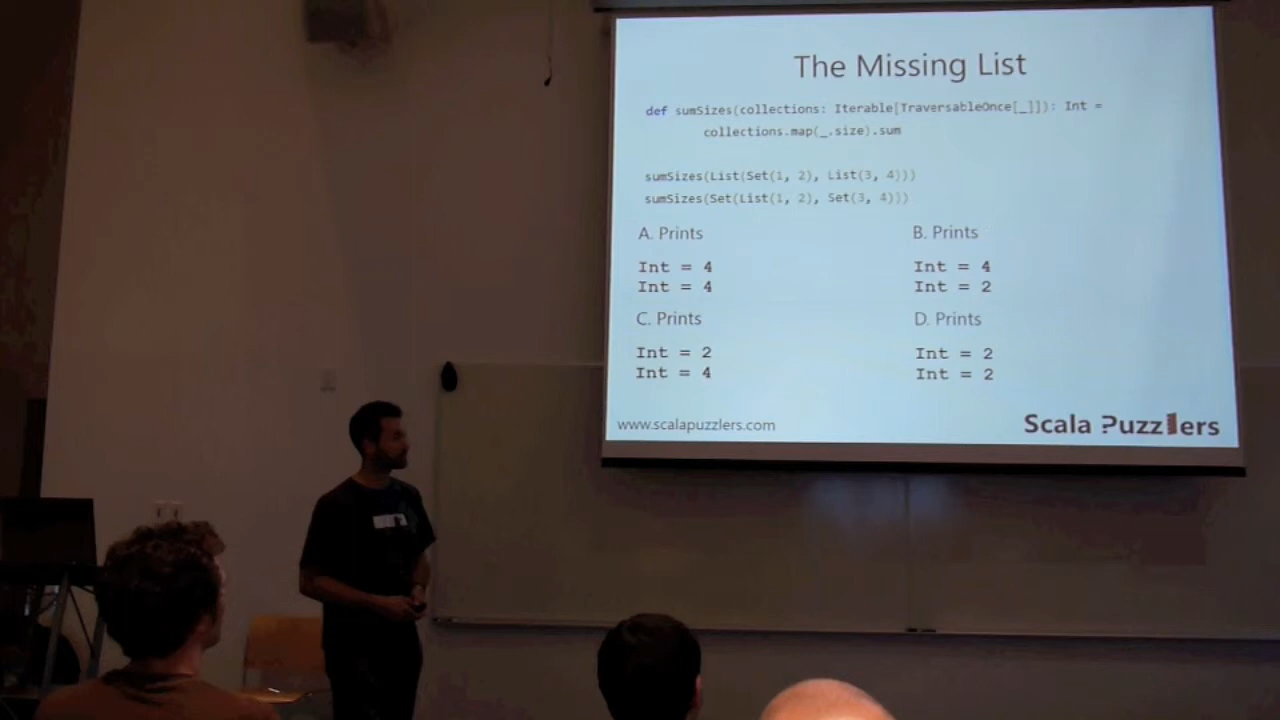 The Missing List
def sumSizes(collections: Iterable[TraversableOnce[_]]): Int =
collections.map(_.size).sum
sumSizes(List(Set(1, 2), List(3, 4)))
sumSizes(Set(List(1, 2), Set(3, 4)))
A. Prints
Int = 4
Int = 4
B. Prints
Int = 4
Int = 2
C. Prints
Int = 2
Int = 4
D. Prints
Int = 2
Int = 2
www.scalapuzzlers.com
Scala Puzzlers